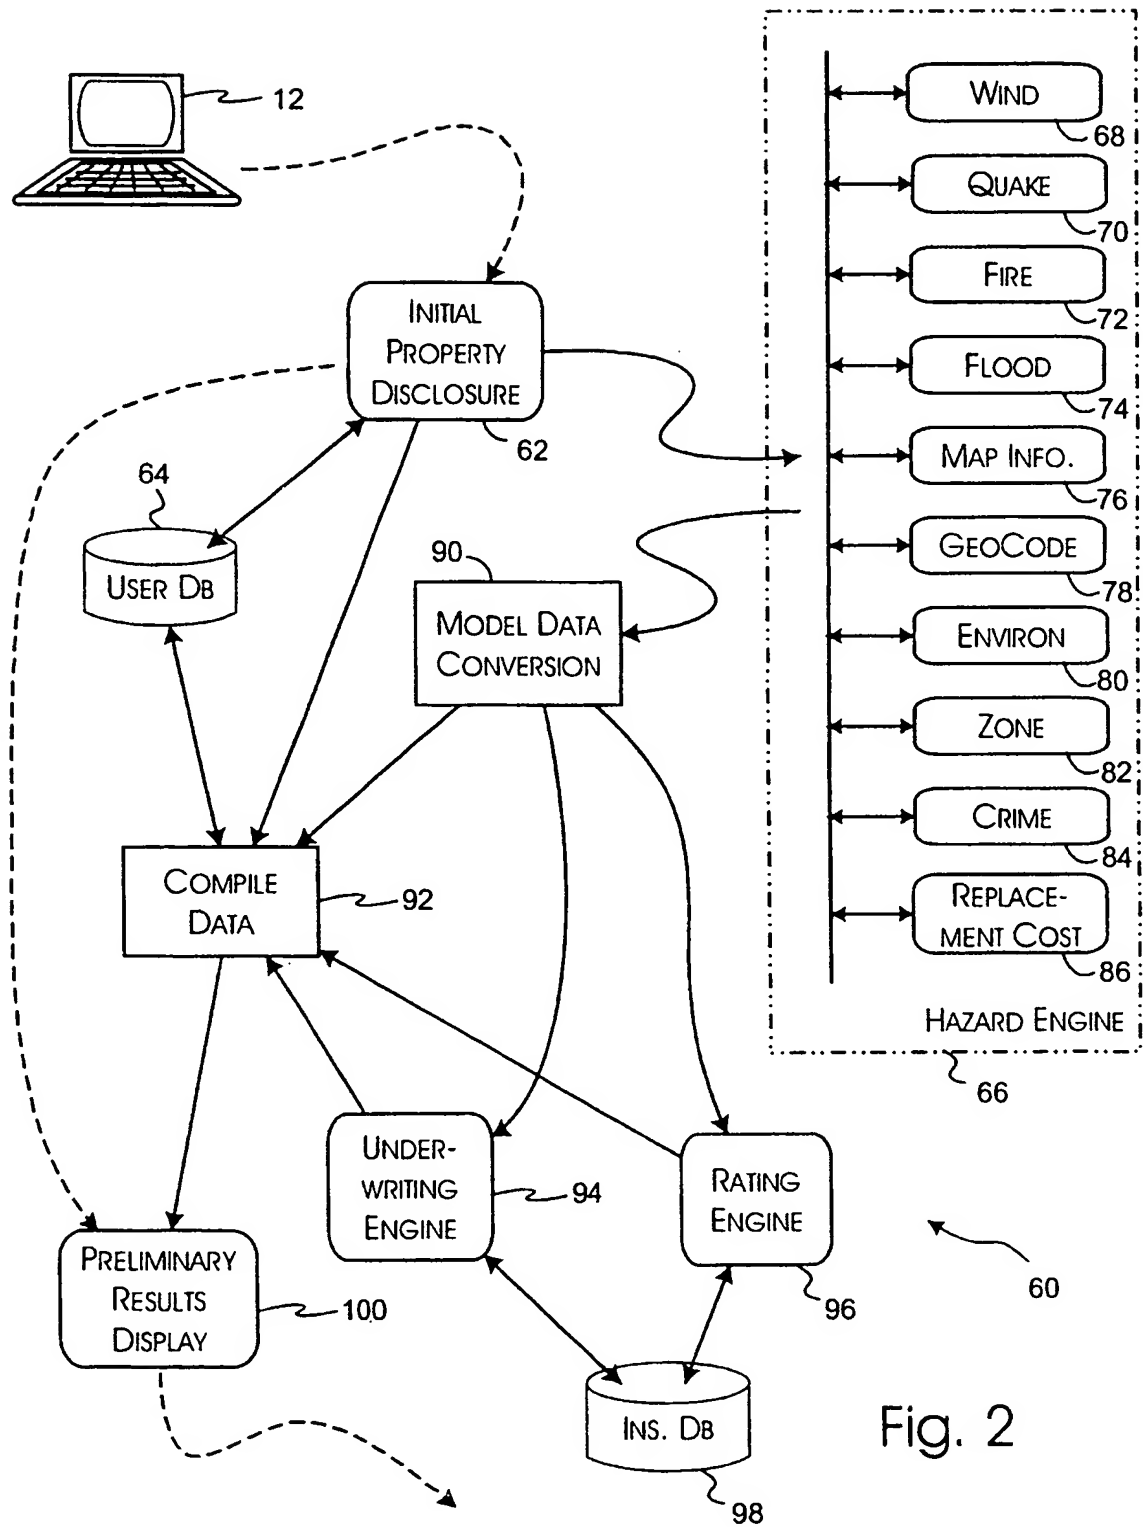 12
INITIAL
PROPERTY
DISCLOSURE
62
64
USER DB
90
MODEL DATA
CONVERSION
COMPILE
DATA
92
UNDER-
WRITING
ENGINE
94
RATING
ENGINE
96
PRELIMINARY
RESULTS
DISPLAY
100
INS. DB
98
60
WIND
68
QUAKE
70
FIRE
72
FLOOD
74
MAP INFO.
76
GEOCODE
78
ENVIRON
80
ZONE
82
CRIME
84
REPLACE-
MENT COST
86
HAZARD ENGINE
66
Fig. 2